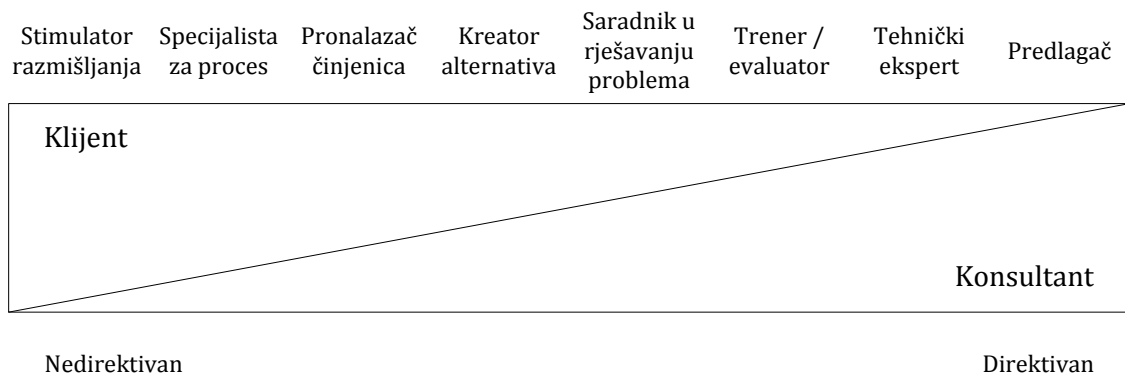 Stimulator
razmišljanja
Specijalista
za proces
Pronalazač
činjenica
Kreator
alternativa
Saradnik u
rješavanju
problema
Trener /
evaluator
Tehnički
ekspert
Predlagač
Klijent
Konsultant
Nedirektivan
Direktivan